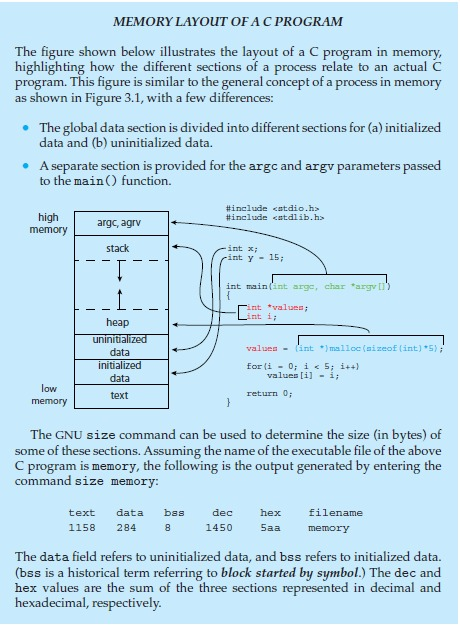 MEMORY LAYOUT OF A C PROGRAM
The figure shown below illustrates the layout of a C program in memory,
highlighting how the different sections of a process relate to an actual C
program. This figure is similar to the general concept of a process in memory
as shown in Figure 3.1, with a few differences:
• The global data section is divided into different sections for (a) initialized
data and (b) uninitialized data.
• A separate section is provided for the argc and argv parameters passed
to the main() function.
high
memory
argc, agrv
stack
heap
uninitialized
data
initialized
data
text
low
memory
#include <stdio.h>
#include <stdlib.h>
int x;
int y = 15;
int main(int argc, char *argv[])
{
int *values;
int i;
values = (int *)malloc(sizeof(int)*5);
for(i = 0; i < 5; i++)
values[i] = i;
return 0;
}
The GNU size command can be used to determine the size (in bytes) of
some of these sections. Assuming the name of the executable file of the above
C program is memory, the following is the output generated by entering the
command size memory:
text data bss dec hex filename
1158 284 8 1450 5aa memory
The data field refers to uninitialized data, and bss refers to initialized data.
(bss is a historical term referring to block started by symbol.) The dec and
hex values are the sum of the three sections represented in decimal and
hexadecimal, respectively.